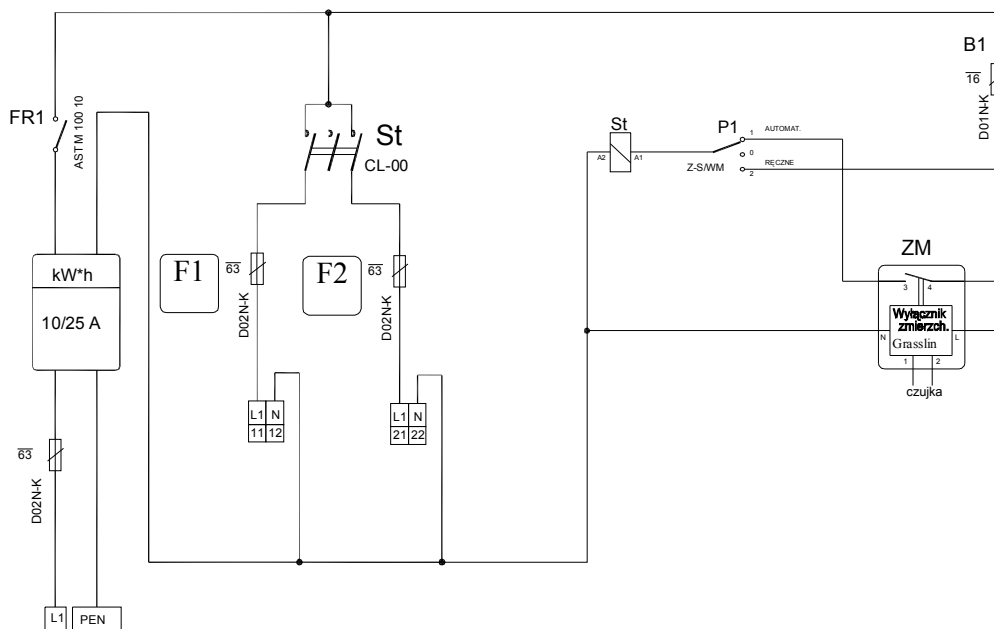 B1
16
D01N-K
FR1
AST M 100 10
St
CL-00
St
A2
A1
P1
1
AUTOMAT.
0
Z-S/WM
RĘCZNE
2
kW*h
10/25 A
F1
63
D02N-K
F2
63
D02N-K
ZM
3
4
Wyłącznik
zmierzch.
Grasslin
N
L
1
2
czujka
L1
N
11
12
L1
N
21
22
63
D02N-K
L1
PEN